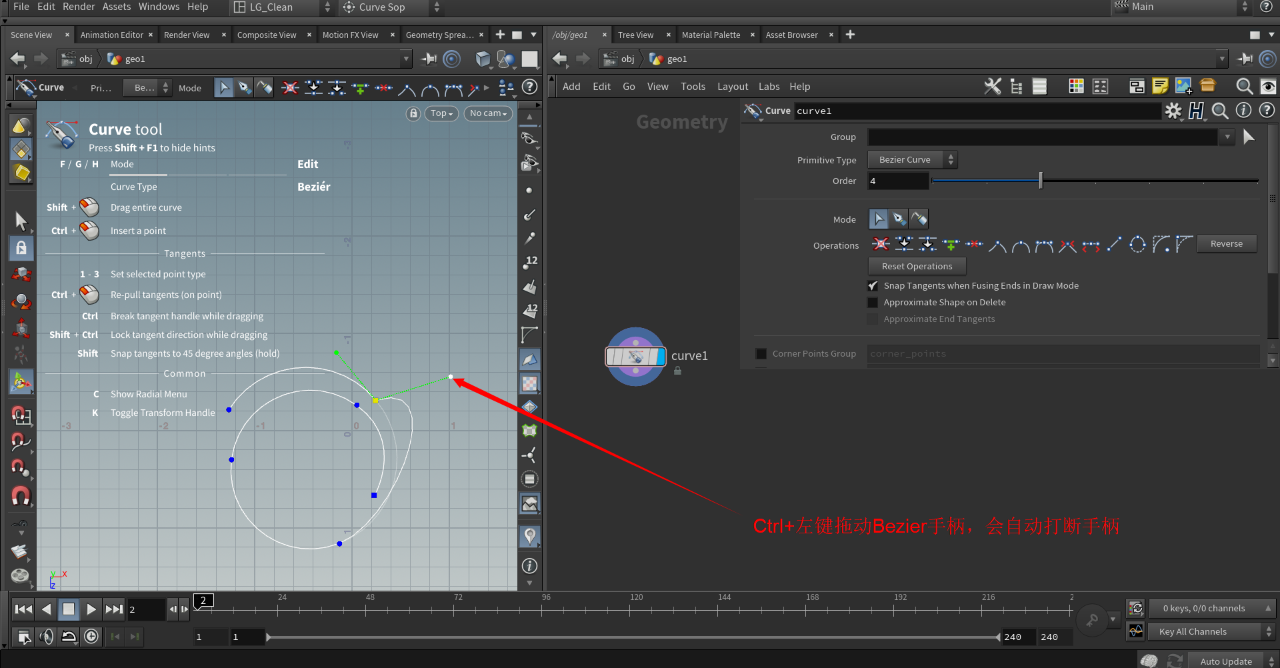 File Edit Render Assets Windows Help LG_Clean Curve Sop Main
Scene View Animation Editor Render View Composite View Motion FX View Geometry Sprea... /obj/geo1 Tree View Material Palette Asset Browser
obj geo1 obj geo1
Curve Pri... Be... Mode
Add Edit Go View Tools Layout Labs Help
Top No cam
Curve tool
Press Shift + F1 to hide hints
F / G / H Mode Edit
Curve Type Beziér
Shift + Drag entire curve
Ctrl + Insert a point
Tangents
1 - 3 Set selected point type
Ctrl + Re-pull tangents (on point)
Ctrl Break tangent handle while dragging
Shift + Ctrl Lock tangent direction while dragging
Shift Snap tangents to 45 degree angles (hold)
Common
C Show Radial Menu
K Toggle Transform Handle
-3 -2 -1 0 1
3
2
1
0
-1
Y X
Z
12
12
Geometry
curve1
Curve curve1
Group
Primitive Type Bezier Curve
Order 4
Mode
Operations Reverse
Reset Operations
Snap Tangents when Fusing Ends in Draw Mode
Approximate Shape on Delete
Approximate End Tangents
Corner Points Group corner_points
Ctrl+左键拖动Bezier手柄，会自动打断手柄
2 2 24 48 72 96 120 144 168 192 216 2
0 keys, 0/0 channels
1 1 240 240 Key All Channels
Auto Update